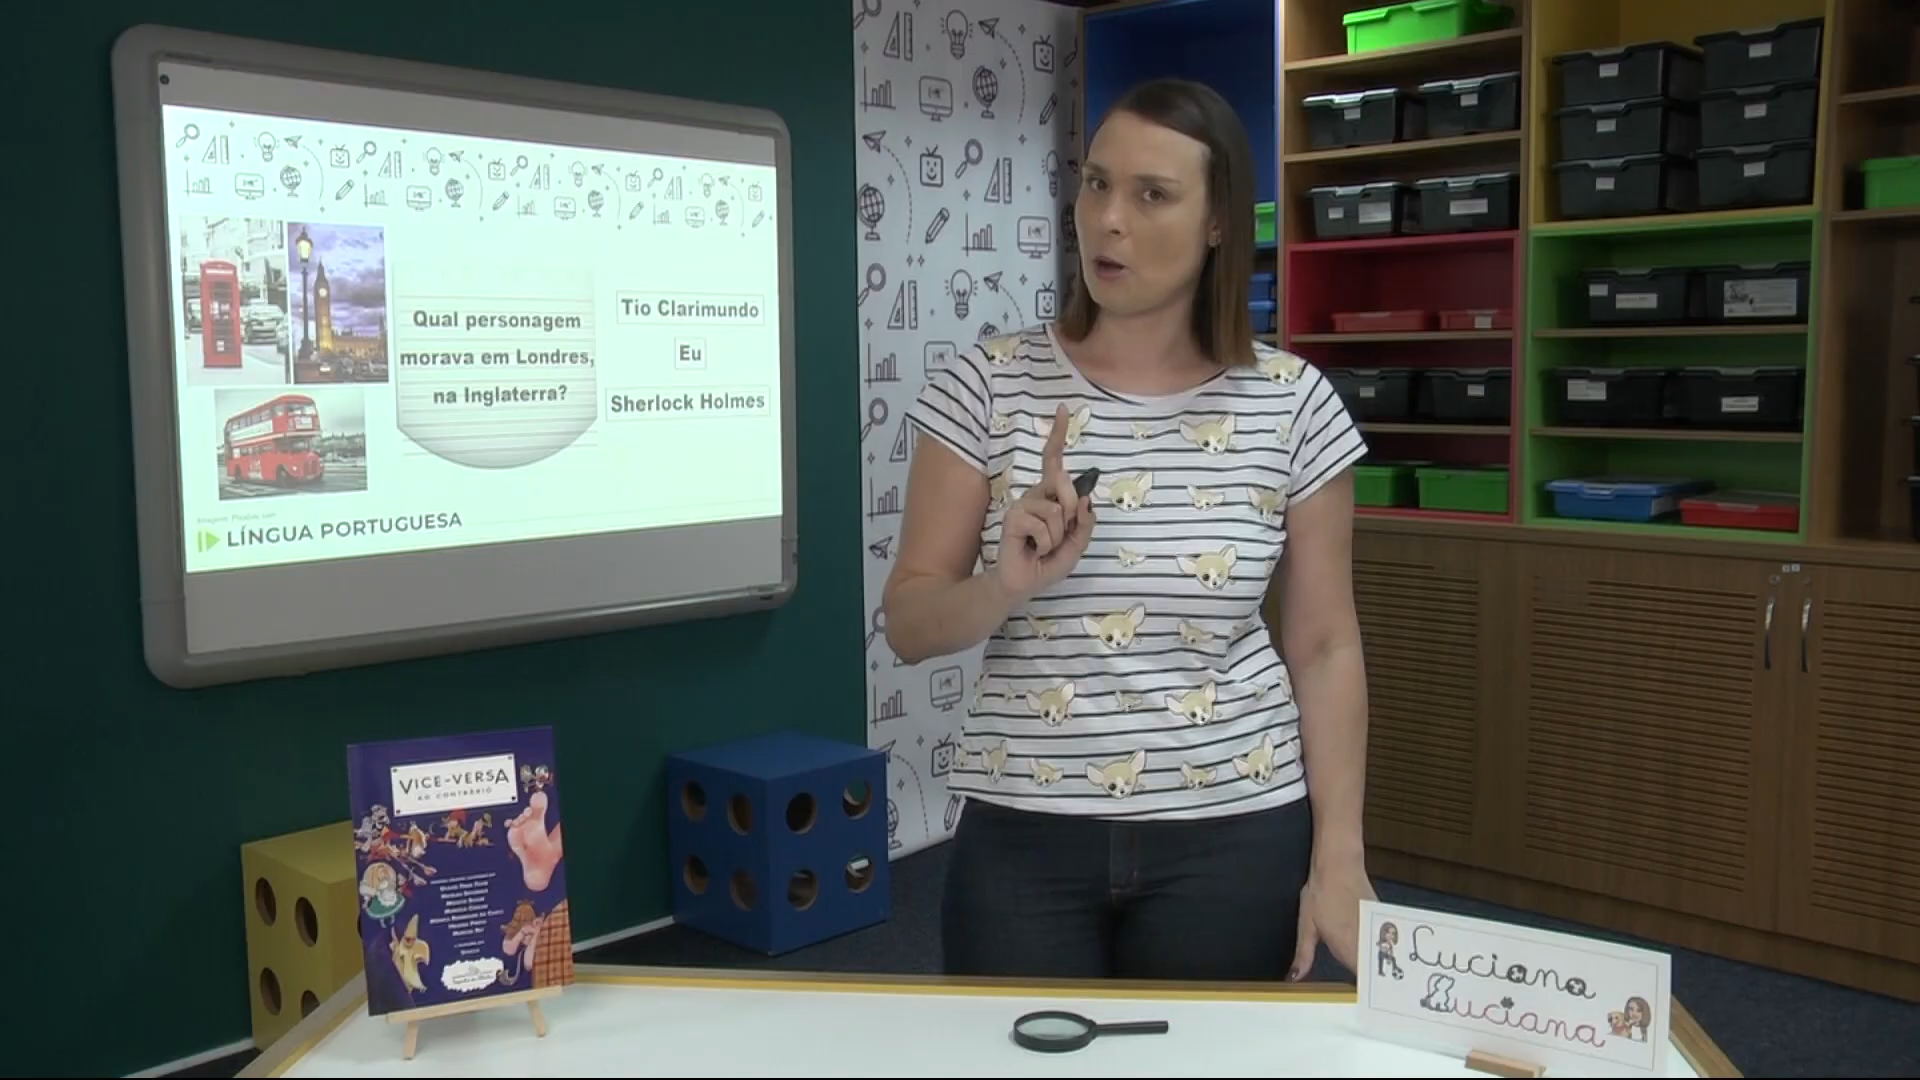 Qual personagem
morava em Londres,
na Inglaterra?
Tio Clarimundo
Eu
Sherlock Holmes
LÍNGUA PORTUGUESA
VICE-VERSA
AO CONTRÁRIO
Luciana
Luciana